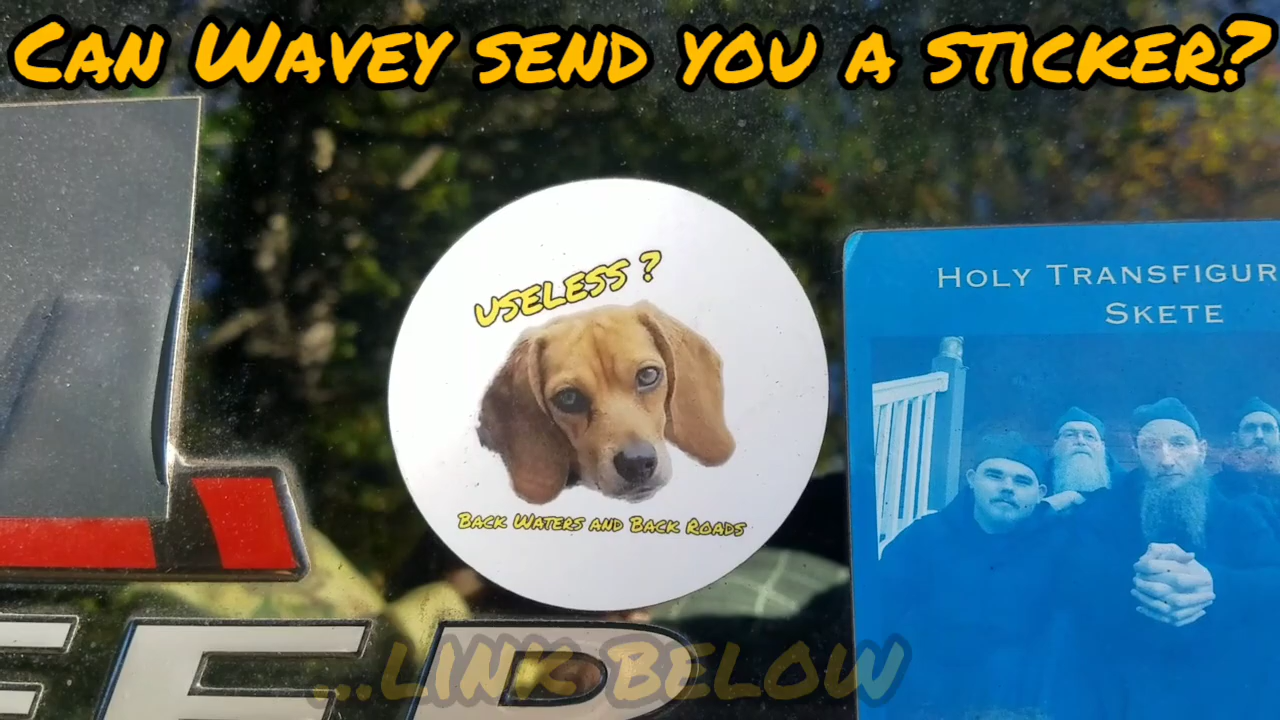 Can Wavey send you a sticker?
USELESS ?
Back Waters and Back Roads
Holy Transfigur
Skete
...link below